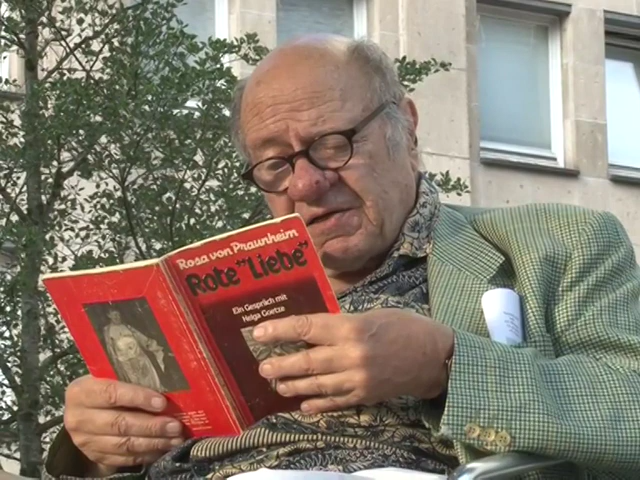 Rosa von Praunheim
Rote "Liebe"
Ein Gespräch mit
Helga Goetze